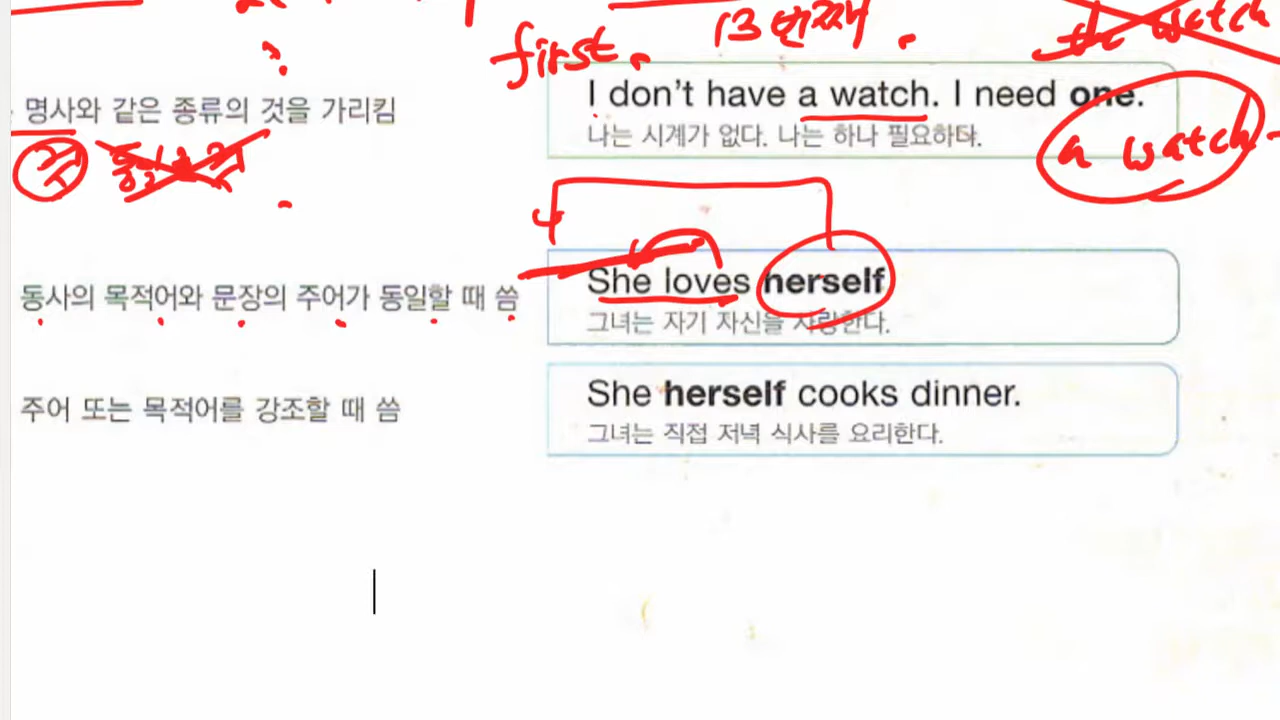 the watch
13번째
first.
명사와 같은 종류의 것을 가리킴
I don't have a watch. I need one.
나는 시계가 없다. 나는 하나 필요하다.
a watch
동사의 목적어와 문장의 주어가 동일할 때 씀
She loves herself
그녀는 자기 자신을 사랑한다.
주어 또는 목적어를 강조할 때 씀
She herself cooks dinner.
그녀는 직접 저녁 식사를 요리한다.